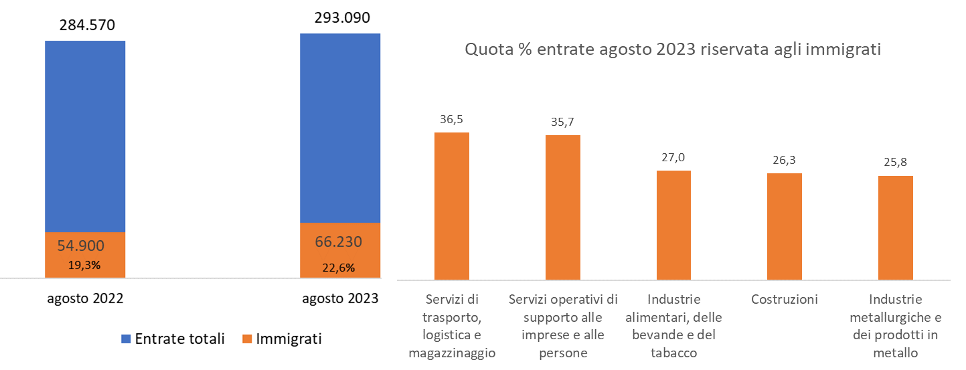 284.570
293.090
54.900
19,3%
66.230
22,6%
agosto 2022
agosto 2023
Entrate totali
Immigrati
Quota % entrate agosto 2023 riservata agli immigrati
36,5
35,7
27,0
26,3
25,8
Servizi di
trasporto,
logistica e
magazzinaggio
Servizi operativi di
supporto alle
imprese e alle
persone
Industrie
alimentari, delle
bevande e del
tabacco
Costruzioni
Industrie
metallurgiche e
dei prodotti in
metallo